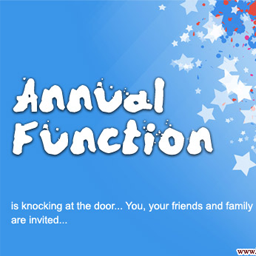 Annual
Function
is knocking at the door... You, your friends and family
are invited...
www.